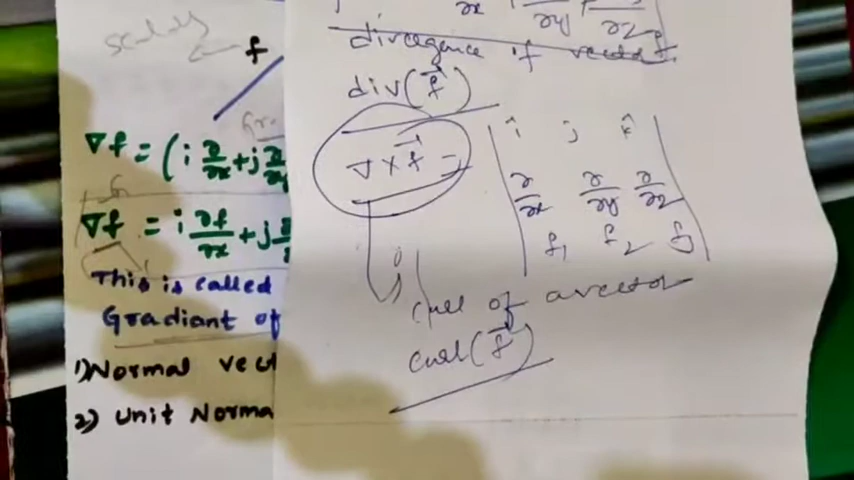 scalar
f
∇f = (i ∂/∂x + j ∂/∂y
∇f = i ∂f/∂x + j ∂
This is called
Gradiant of
1) Normal vect
2) Unit Norma
∂x ∂y ∂z
divergence of vector f
div(f⃗)
∇ × f⃗ = | i j k |
| ∂/∂x ∂/∂y ∂/∂z |
| f₁ f₂ f₃ |
curl of a vector
curl(f⃗)